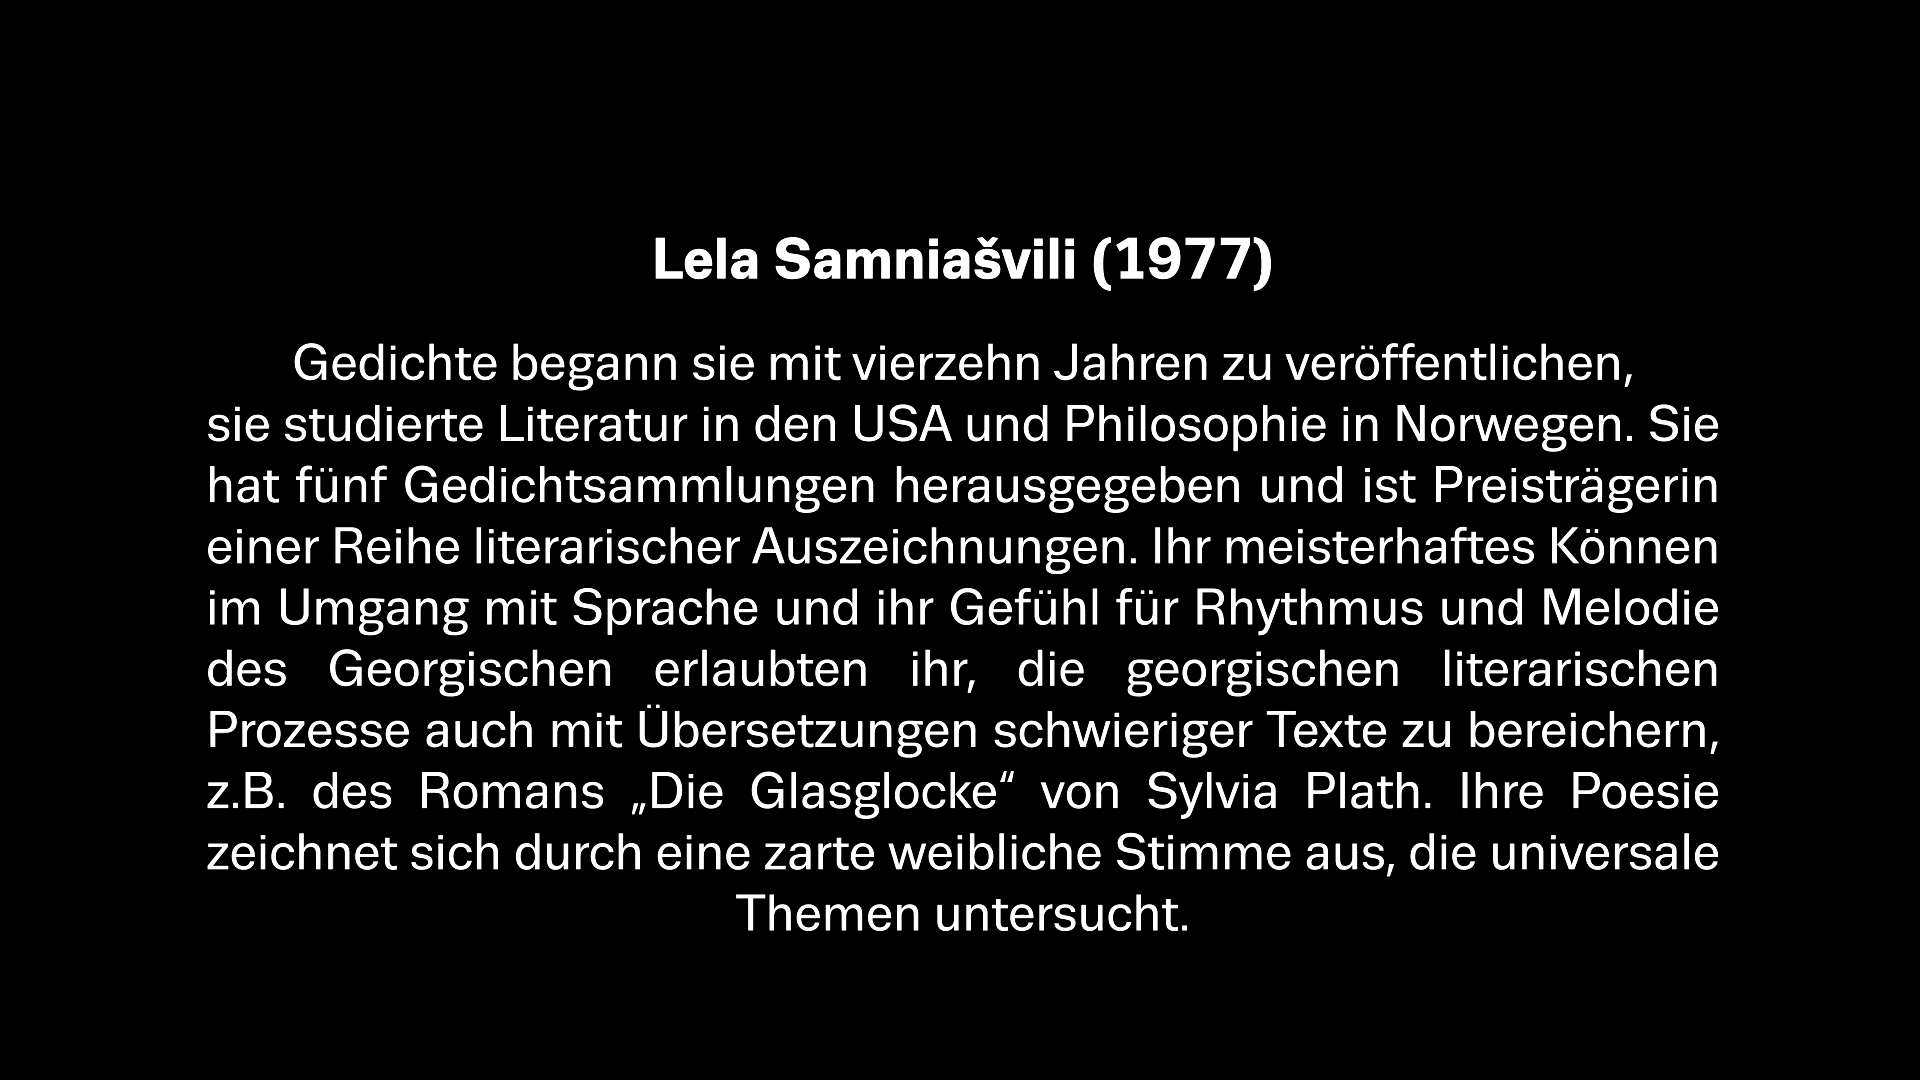 Lela Samniašvili (1977)
Gedichte begann sie mit vierzehn Jahren zu veröffentlichen,
sie studierte Literatur in den USA und Philosophie in Norwegen. Sie
hat fünf Gedichtsammlungen herausgegeben und ist Preisträgerin
einer Reihe literarischer Auszeichnungen. Ihr meisterhaftes Können
im Umgang mit Sprache und ihr Gefühl für Rhythmus und Melodie
des Georgischen erlaubten ihr, die georgischen literarischen
Prozesse auch mit Übersetzungen schwieriger Texte zu bereichern,
z.B. des Romans „Die Glasglocke“ von Sylvia Plath. Ihre Poesie
zeichnet sich durch eine zarte weibliche Stimme aus, die universale
Themen untersucht.